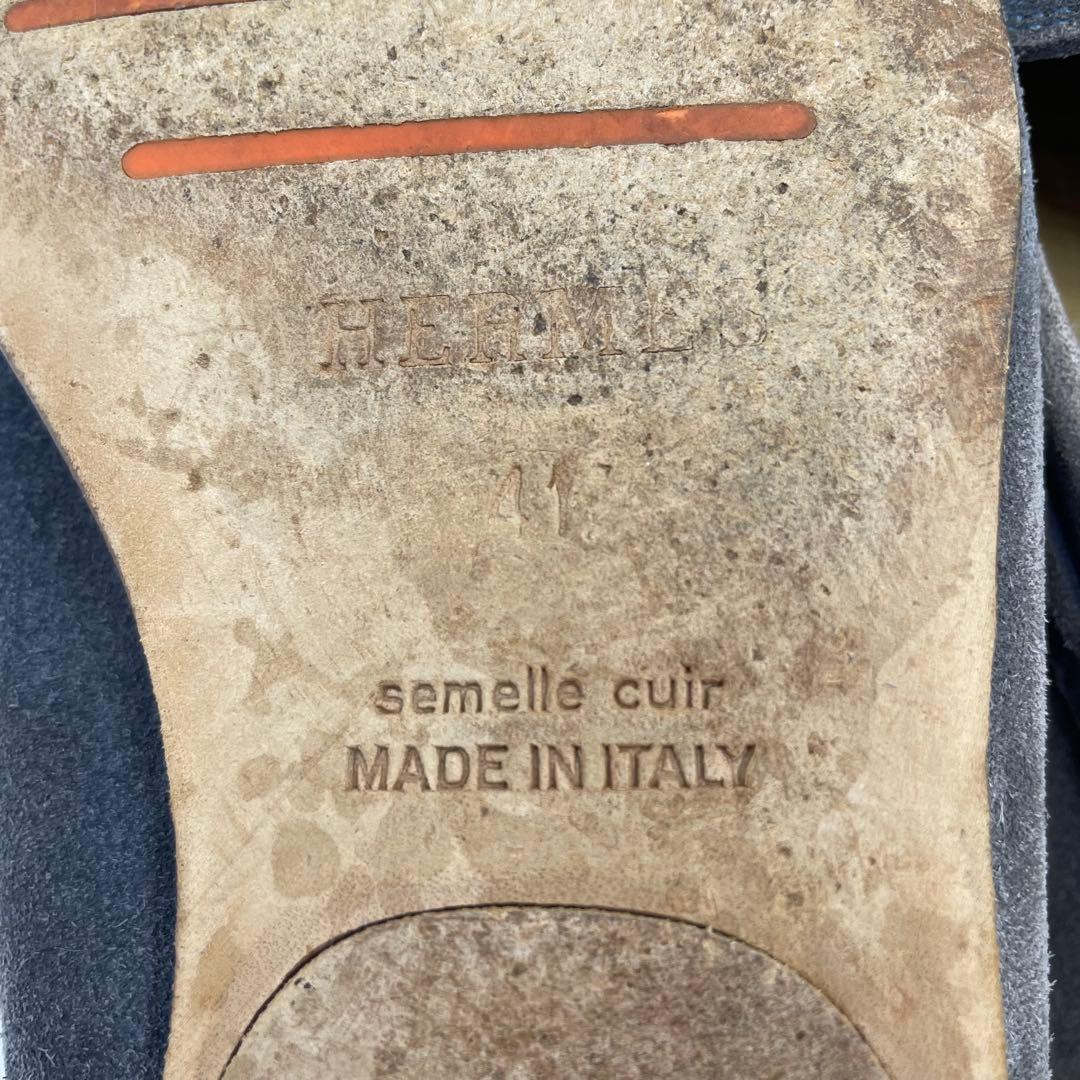 HERMES
41
semelle cuir
MADE IN ITALY